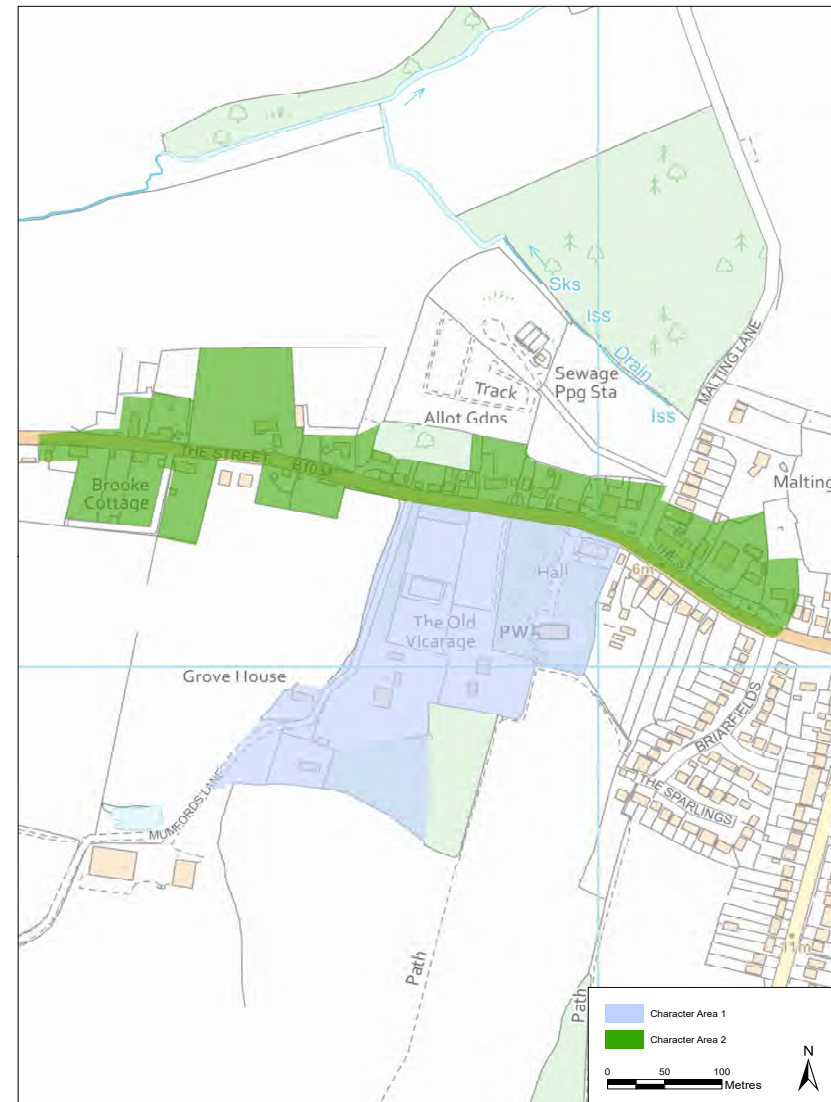 Sks
Iss
Drain
Iss
MALTING LANE
Sewage
Ppg Sta
Track
Allot Gdns
THE STREET
Brooke
Cottage
Malting
6m
Hall
The Old
Vicarage
Grove House
BRIARFIELDS
THE SPARLINGS
MUMFORDS LANE
11m
Path
Path
Character Area 1
Character Area 2
N
0 50 100
Metres